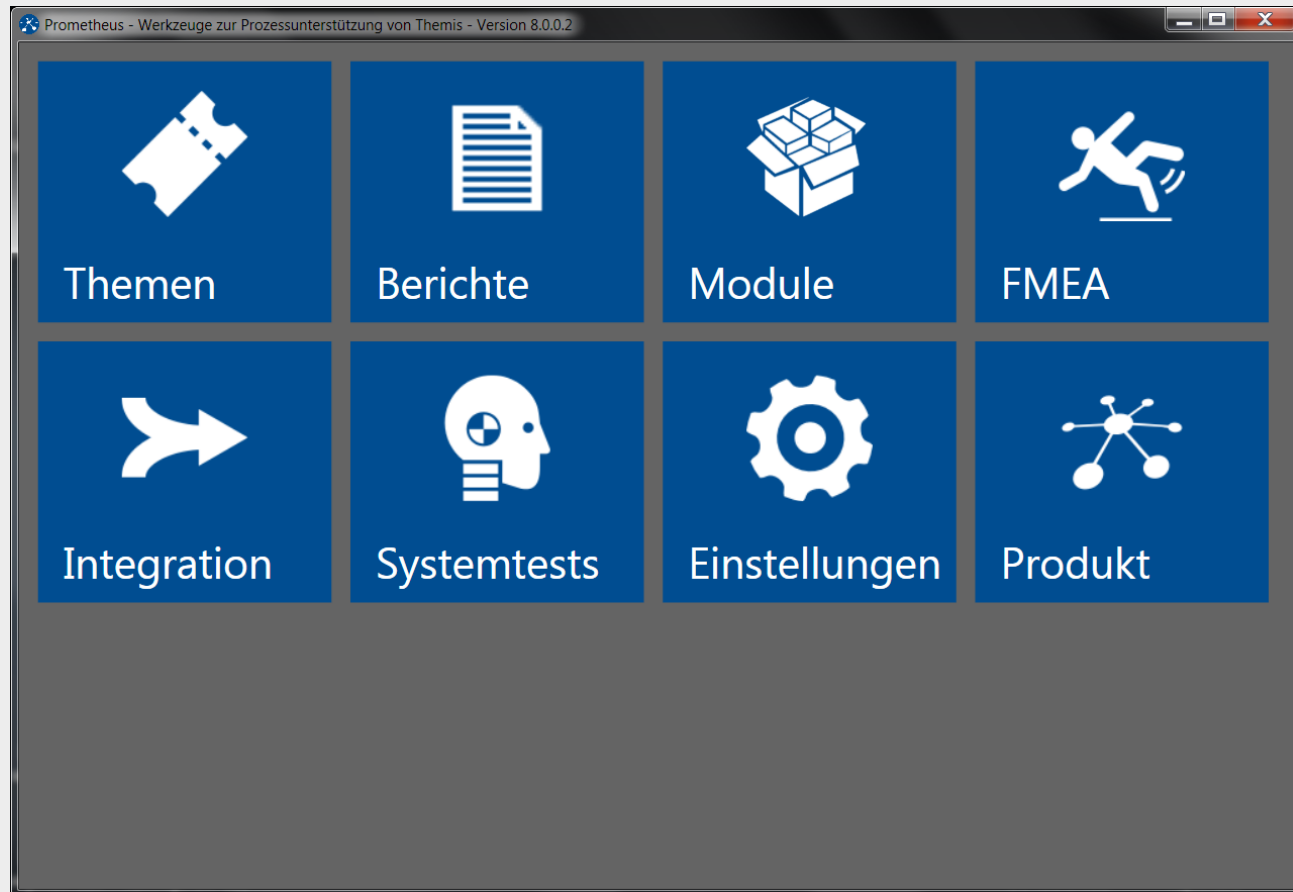 Prometheus - Werkzeuge zur Prozessunterstützung von Themis - Version 8.0.0.2
Themen
Berichte
Module
FMEA
Integration
Systemtests
Einstellungen
Produkt